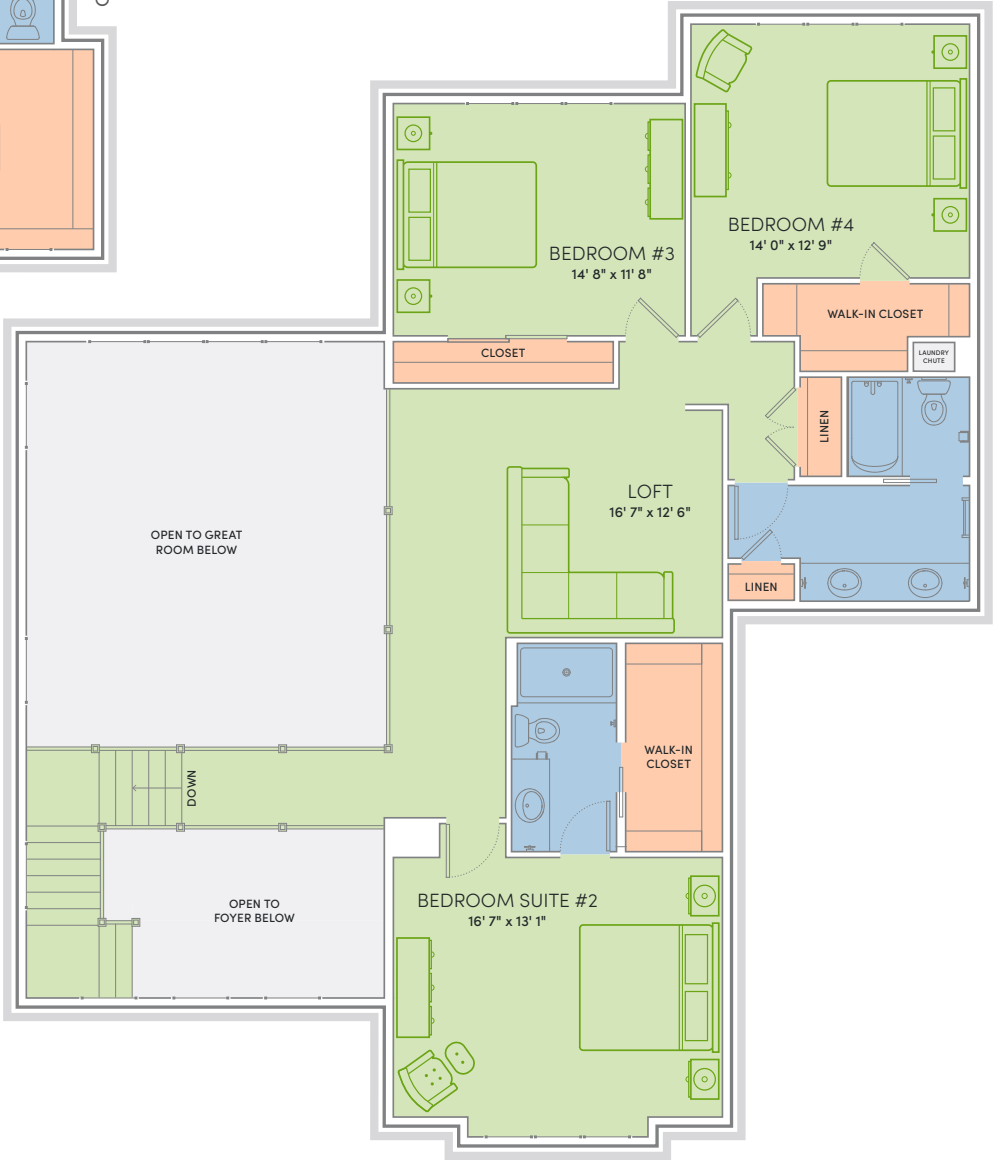 BEDROOM #4
14' 0" x 12' 9"
BEDROOM #3
14' 8" x 11' 8"
WALK-IN CLOSET
CLOSET
LAUNDRY
CHUTE
LINEN
LOFT
16' 7" x 12' 6"
OPEN TO GREAT
ROOM BELOW
LINEN
WALK-IN
CLOSET
DOWN
OPEN TO
FOYER BELOW
BEDROOM SUITE #2
16' 7" x 13' 1"